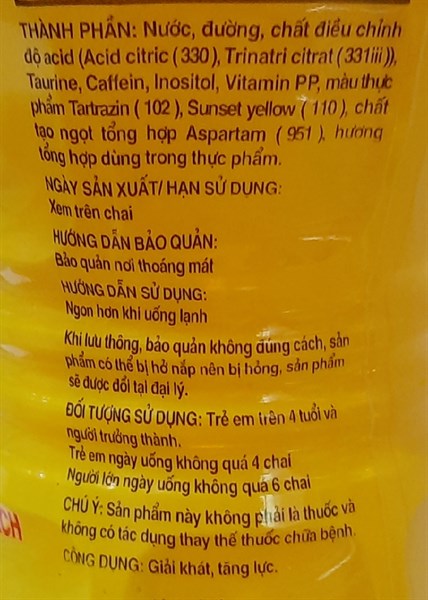 THÀNH PHẦN: Nước, đường, chất điều chỉnh
độ acid (Acid citric ( 330 ), Trinatri citrat ( 331iii )),
Taurine, Caffein, Inositol, Vitamin PP, màu thực
phẩm Tartrazin ( 102 ), Sunset yellow ( 110 ), chất
tạo ngọt tổng hợp Aspartam ( 951 ), hương
tổng hợp dùng trong thực phẩm.
NGÀY SẢN XUẤT/ HẠN SỬ DỤNG:
Xem trên chai
HƯỚNG DẪN BẢO QUẢN:
Bảo quản nơi thoáng mát
HƯỚNG DẪN SỬ DỤNG:
Ngon hơn khi uống lạnh
Khi lưu thông, bảo quản không đúng cách, sản
phẩm có thể bị hở nắp nên bị hỏng, sản phẩm
sẽ được đổi tại đại lý.
ĐỐI TƯỢNG SỬ DỤNG: Trẻ em trên 4 tuổi và
người trưởng thành.
Trẻ em ngày uống không quá 4 chai
Người lớn ngày uống không quá 6 chai
CHÚ Ý: Sản phẩm này không phải là thuốc và
không có tác dụng thay thế thuốc chữa bệnh
CÔNG DỤNG: Giải khát, tăng lực.
CH